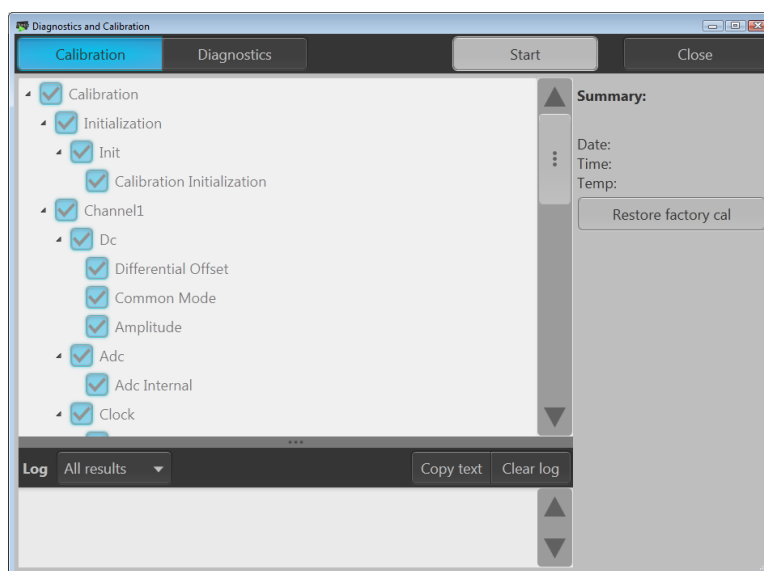 Diagnostics and Calibration
Calibration Diagnostics Start Close
Calibration
Initialization
Init
Calibration Initialization
Channel1
Dc
Differential Offset
Common Mode
Amplitude
Adc
Adc Internal
Clock
Summary:
Date:
Time:
Temp:
Restore factory cal
Log All results Copy text Clear log